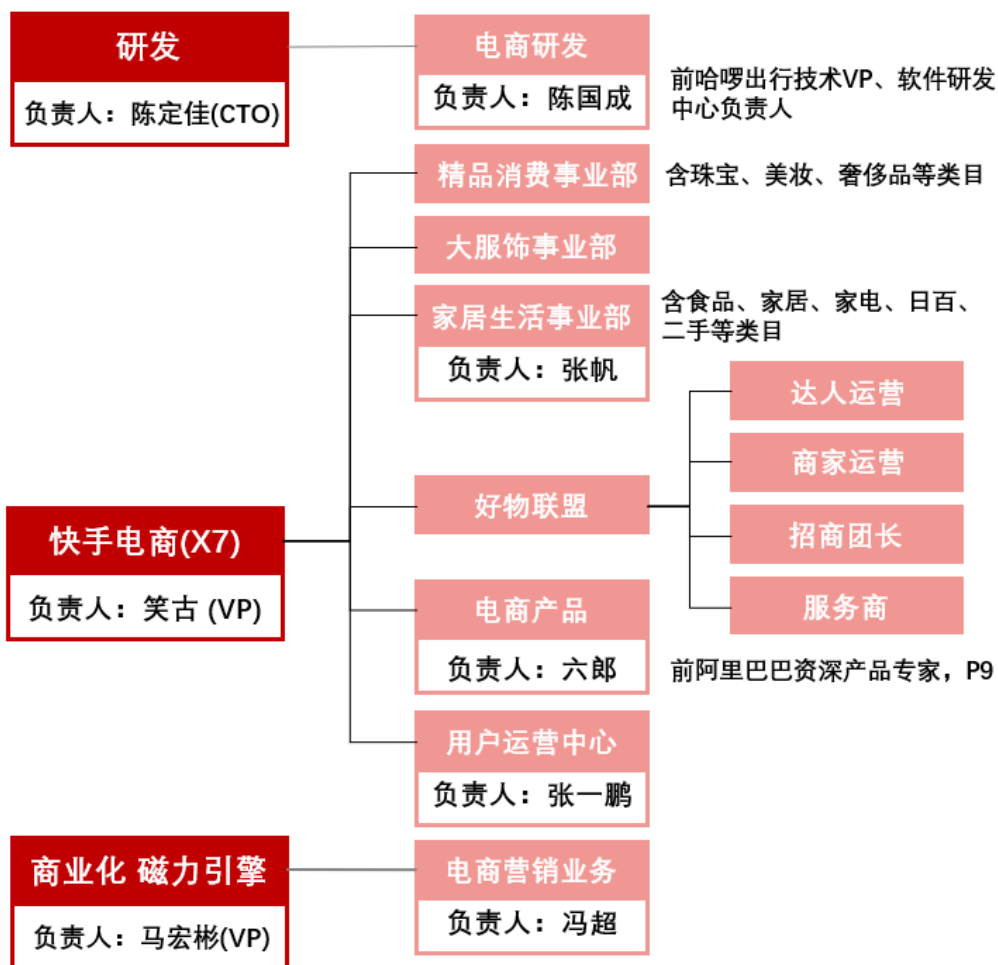 研发
负责人：陈定佳(CTO)
电商研发
负责人：陈国成
前哈啰出行技术VP、软件研发
中心负责人
精品消费事业部
含珠宝、美妆、奢侈品等类目
大服饰事业部
家居生活事业部
负责人：张帆
含食品、家居、家电、日百、
二手等类目
快手电商(X7)
负责人：笑古 (VP)
好物联盟
达人运营
商家运营
招商团长
服务商
电商产品
负责人：六郎
前阿里巴巴资深产品专家，P9
用户运营中心
负责人：张一鹏
商业化 磁力引擎
负责人：马宏彬(VP)
电商营销业务
负责人：冯超